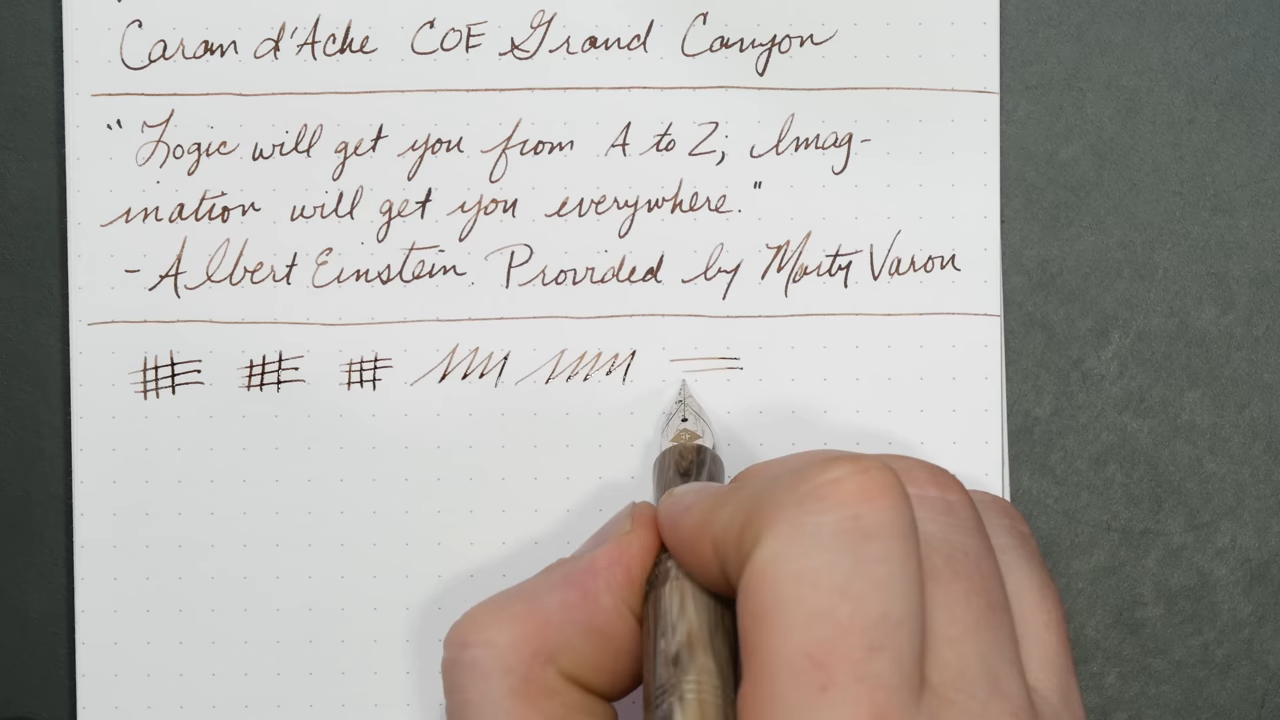 Caran d'Ache COE Grand Canyon
"Logic will get you from A to Z; Imag-
ination will get you everywhere."
- Albert Einstein. Provided by Marty Varon